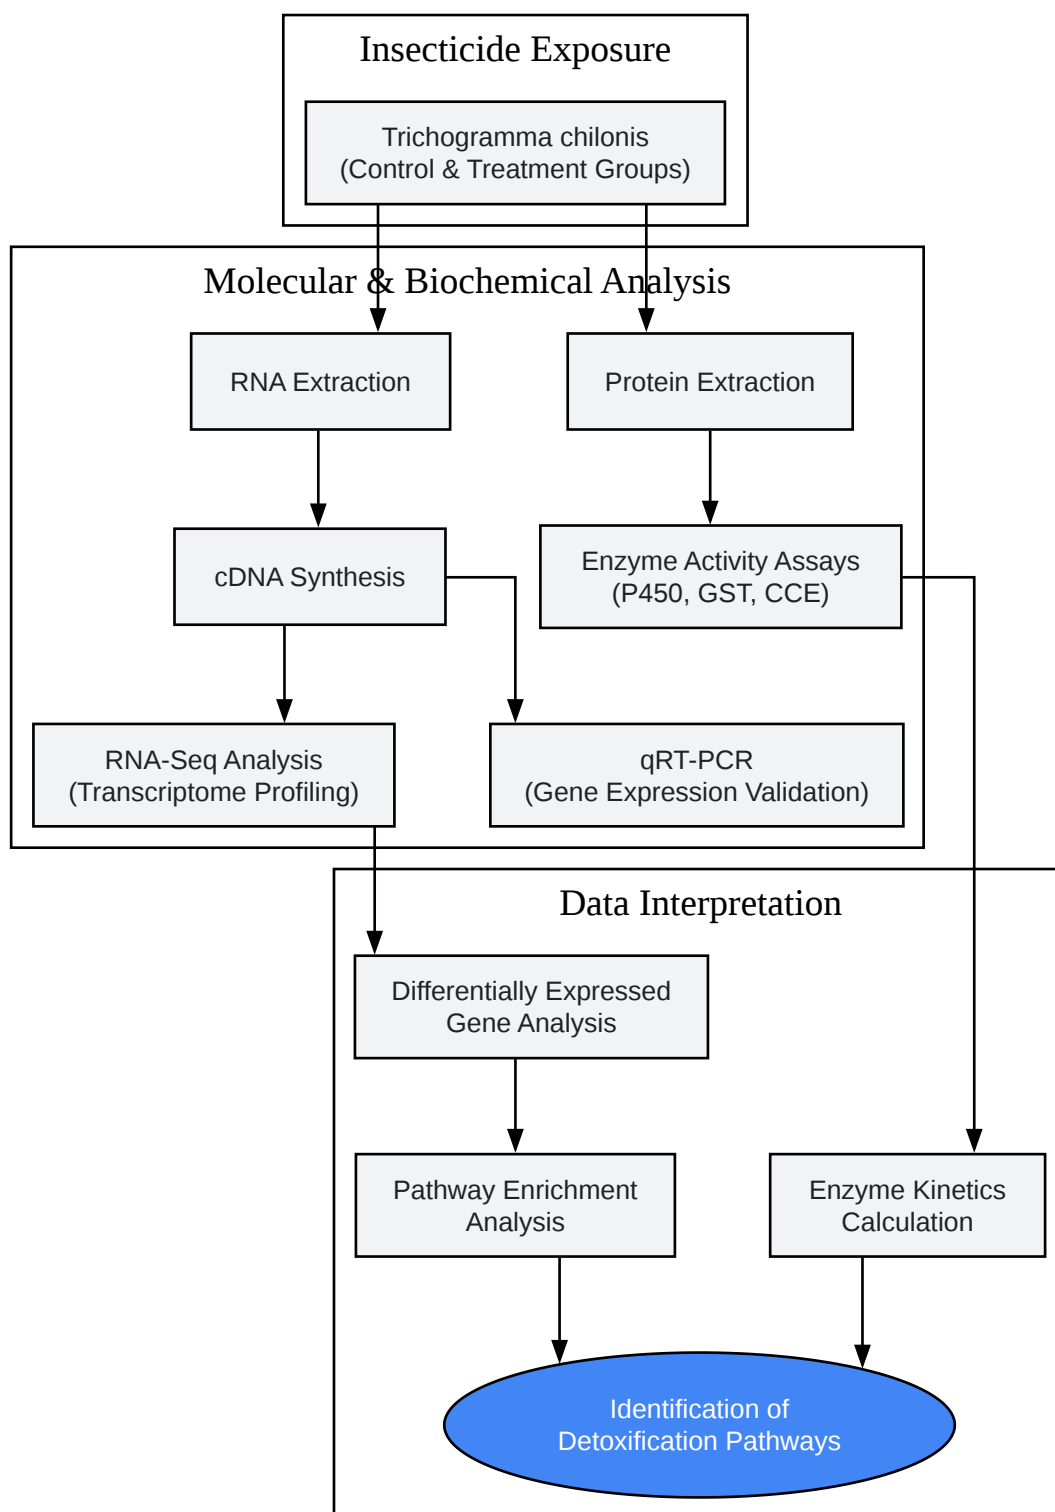 Insecticide Exposure
Trichogramma chilonis
(Control & Treatment Groups)
Molecular & Biochemical Analysis
RNA Extraction
Protein Extraction
cDNA Synthesis
Enzyme Activity Assays
(P450, GST, CCE)
RNA-Seq Analysis
(Transcriptome Profiling)
qRT-PCR
(Gene Expression Validation)
Data Interpretation
Differentially Expressed
Gene Analysis
Pathway Enrichment
Analysis
Enzyme Kinetics
Calculation
Identification of
Detoxification Pathways